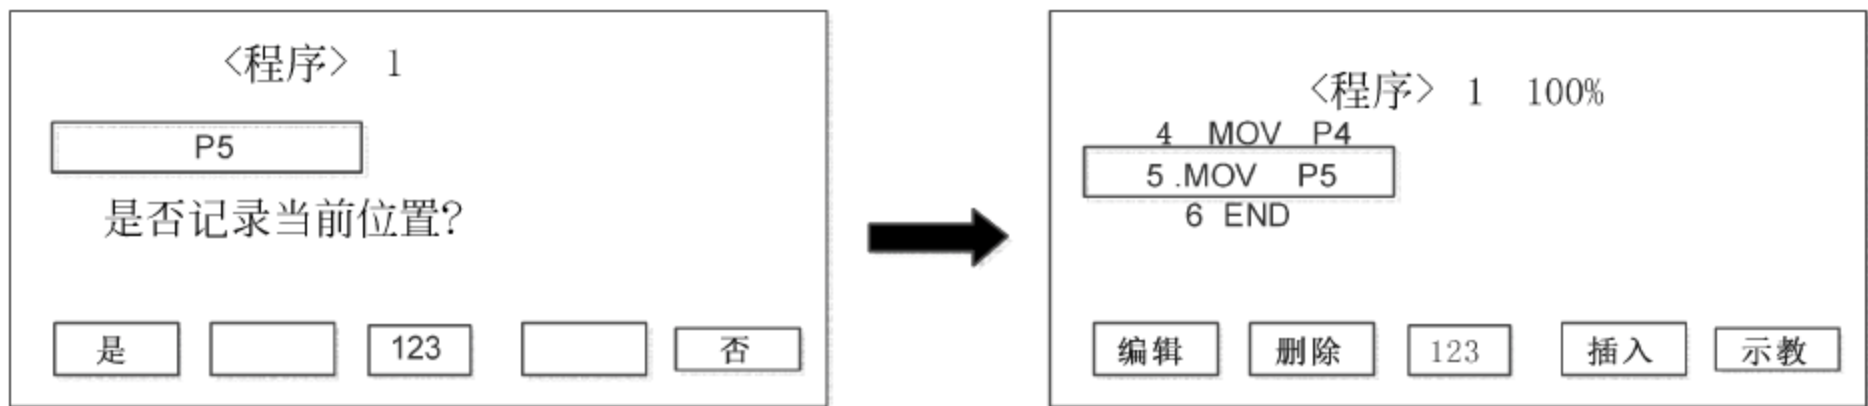 <程序> 1
P5
是否记录当前位置?
是 123 否
<程序> 1 100%
4 MOV P4
5 .MOV P5
6 END
编辑 删除 123 插入 示教